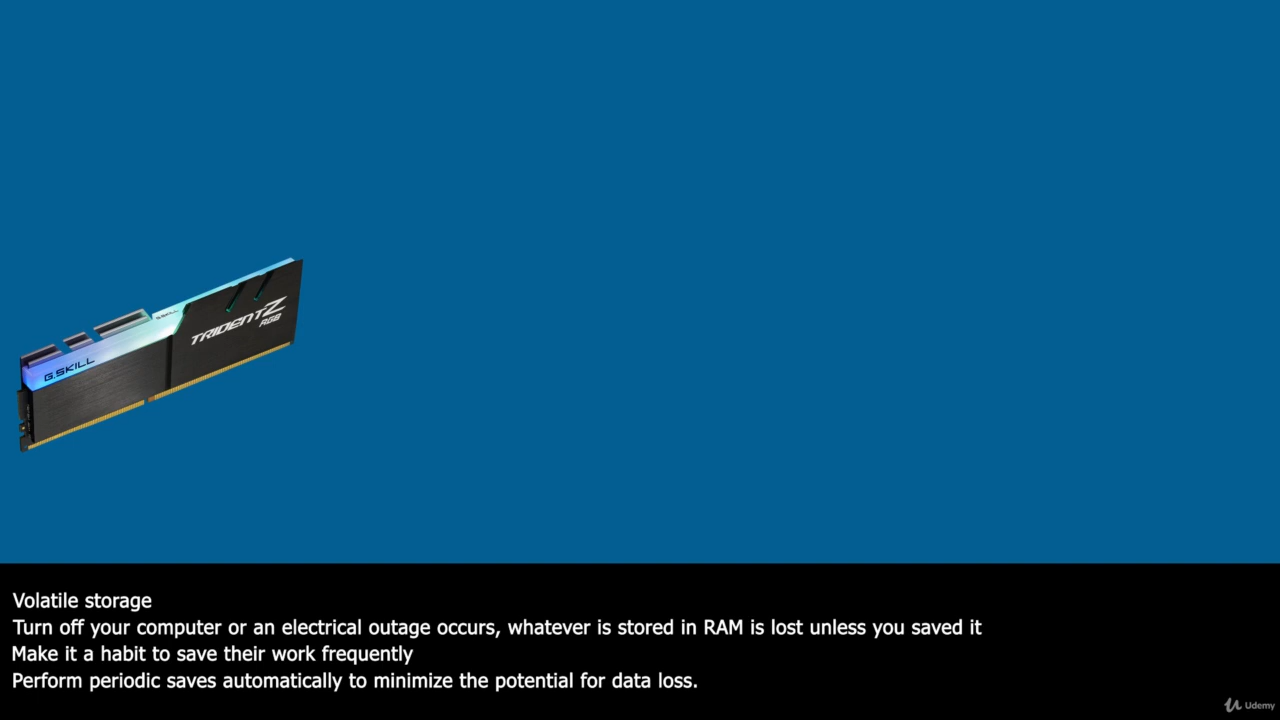 G.SKILL
G.SKILL
TRIDENT Z
RGB
Volatile storage
Turn off your computer or an electrical outage occurs, whatever is stored in RAM is lost unless you saved it
Make it a habit to save their work frequently
Perform periodic saves automatically to minimize the potential for data loss.
Udemy